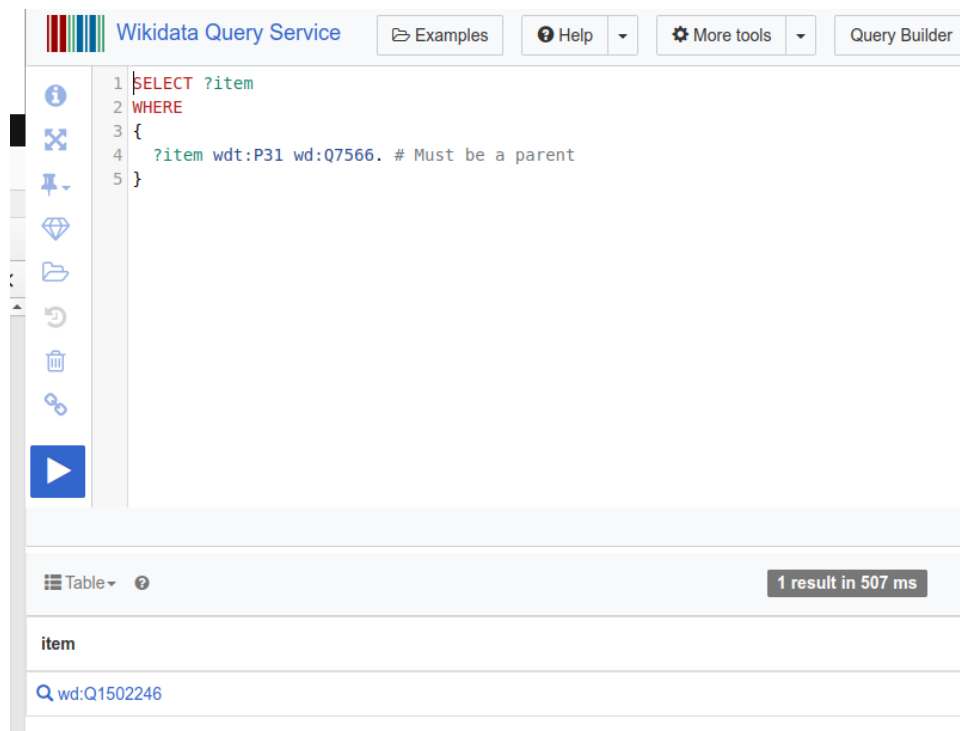 Wikidata Query Service Examples Help More tools Query Builder
1 SELECT ?item
2 WHERE
3 {
4 ?item wdt:P31 wd:Q7566. # Must be a parent
5 }
Table 1 result in 507 ms
item
wd:Q1502246